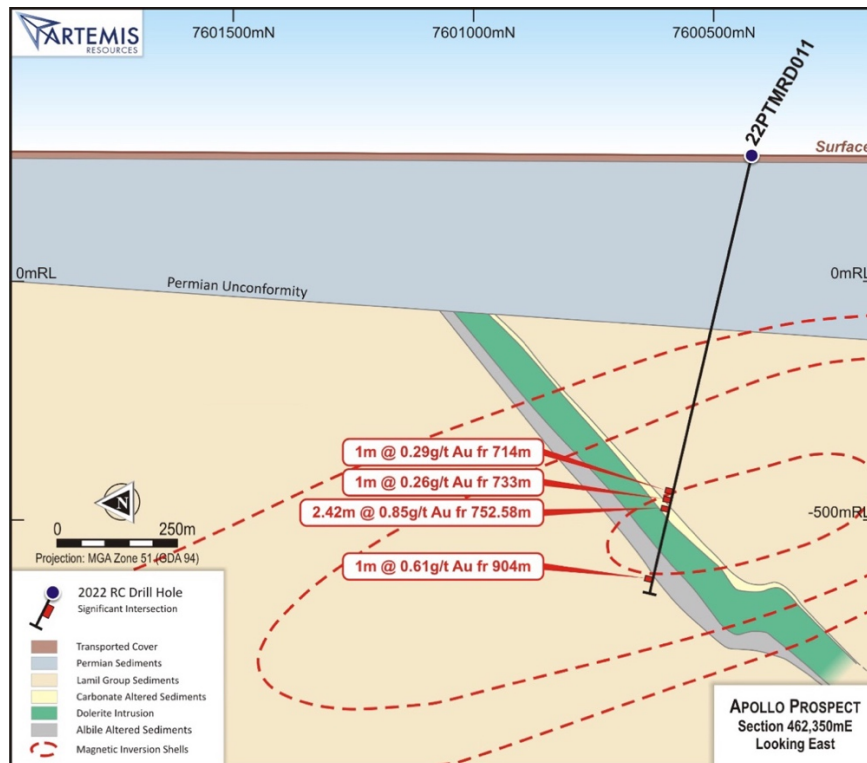 ARTEMIS
RESOURCES
7601500mN
7601000mN
7600500mN
22PTMRD011
Surface
0mRL
0mRL
Permian Unconformity
1m @ 0.29g/t Au fr 714m
1m @ 0.26g/t Au fr 733m
2.42m @ 0.85g/t Au fr 752.58m
-500mRL
1m @ 0.61g/t Au fr 904m
N
0
250m
Projection: MGA Zone 51 (GDA 94)
2022 RC Drill Hole
Significant Intersection
Transported Cover
Permian Sediments
Lamil Group Sediments
Carbonate Altered Sediments
Dolerite Intrusion
Albile Altered Sediments
Magnetic Inversion Shells
APOLLO PROSPECT
Section 462,350mE
Looking East